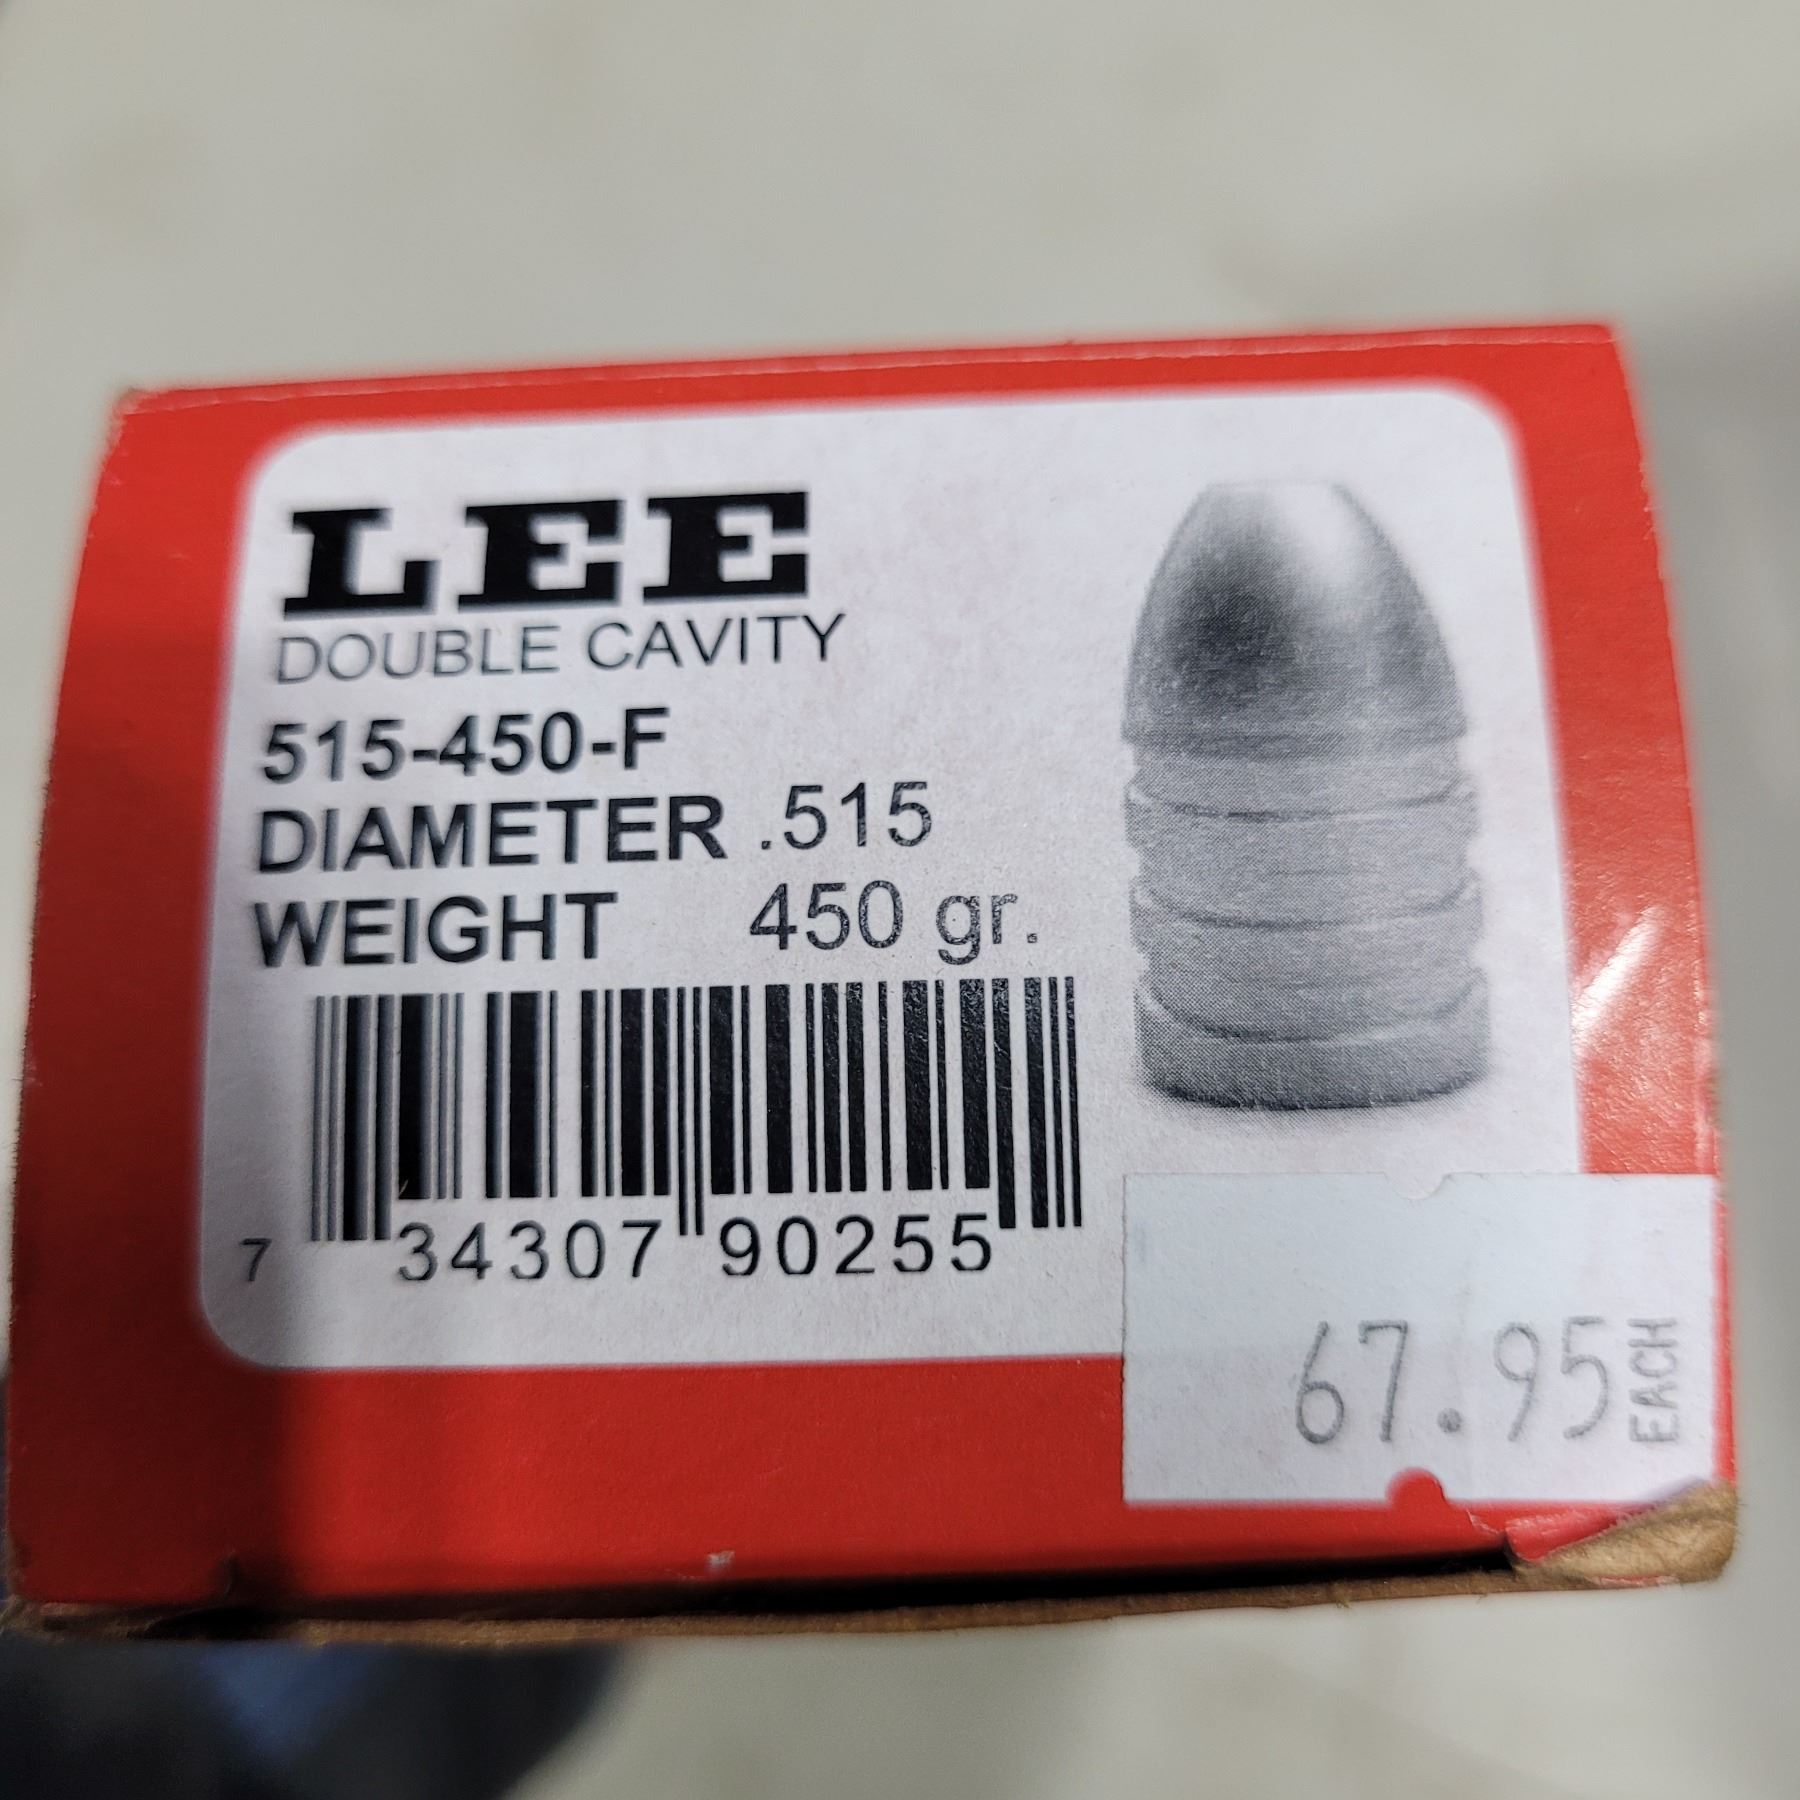 LEE
DOUBLE CAVITY
515-450-F
DIAMETER .515
WEIGHT 450 gr.
7 34307 90255
67.95 EACH